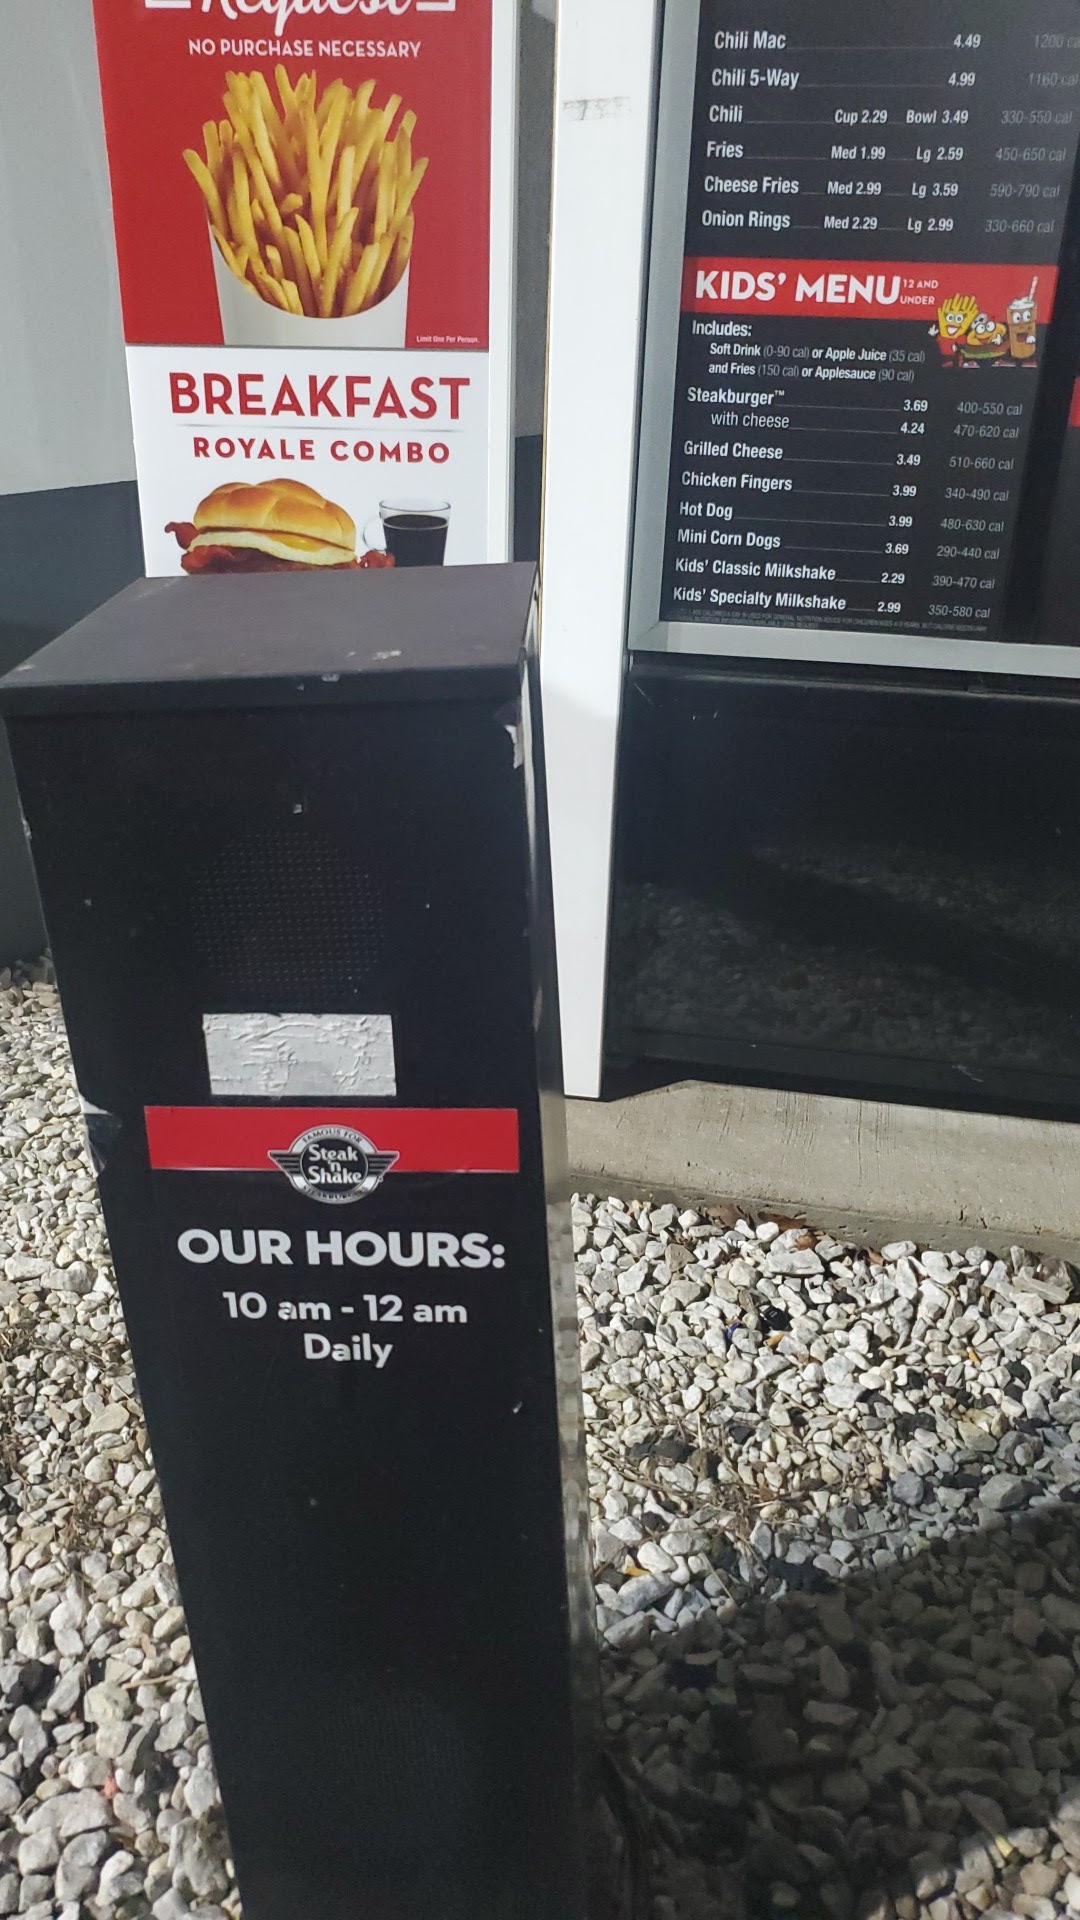 Request
NO PURCHASE NECESSARY
Limit One Per Person.
BREAKFAST
ROYALE COMBO
Chili Mac 4.49 1200 ca
Chili 5-Way 4.99 1160 cal
Chili Cup 2.29 Bowl 3.49 330-550 cal
Fries Med 1.99 Lg 2.59 450-650 cal
Cheese Fries Med 2.99 Lg 3.59 590-790 cal
Onion Rings Med 2.29 Lg 2.99 330-660 cal
KIDS' MENU 12 AND UNDER
Includes:
Soft Drink (0-90 cal) or Apple Juice (35 cal)
and Fries (150 cal) or Applesauce (90 cal)
Steakburger™ 3.69 400-550 cal
with cheese 4.24 470-620 cal
Grilled Cheese 3.49 510-660 cal
Chicken Fingers 3.99 340-490 cal
Hot Dog 3.99 480-630 cal
Mini Corn Dogs 3.69 290-440 cal
Kids' Classic Milkshake 2.29 390-470 cal
Kids' Specialty Milkshake 2.99 350-580 cal
FAMOUS FOR
Steak
'n
Shake
OUR HOURS:
10 am - 12 am
Daily